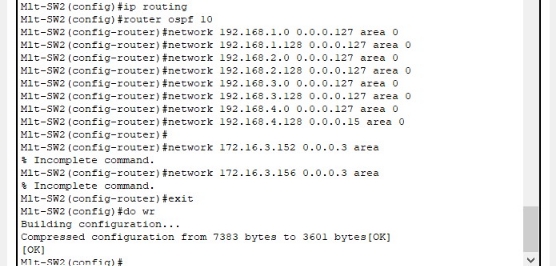 Mlt-SW2(config)#ip routing
Mlt-SW2(config)#router ospf 10
Mlt-SW2(config-router)#network 192.168.1.0 0.0.0.127 area 0
Mlt-SW2(config-router)#network 192.168.1.128 0.0.0.127 area 0
Mlt-SW2(config-router)#network 192.168.2.0 0.0.0.127 area 0
Mlt-SW2(config-router)#network 192.168.2.128 0.0.0.127 area 0
Mlt-SW2(config-router)#network 192.168.3.0 0.0.0.127 area 0
Mlt-SW2(config-router)#network 192.168.3.128 0.0.0.127 area 0
Mlt-SW2(config-router)#network 192.168.4.0 0.0.0.127 area 0
Mlt-SW2(config-router)#network 192.168.4.128 0.0.0.15 area 0
Mlt-SW2(config-router)#
Mlt-SW2(config-router)#network 172.16.3.152 0.0.0.3 area
% Incomplete command.
Mlt-SW2(config-router)#network 172.16.3.156 0.0.0.3 area
% Incomplete command.
Mlt-SW2(config-router)#exit
Mlt-SW2(config)#do wr
Building configuration...
Compressed configuration from 7383 bytes to 3601 bytes[OK]
[OK]
Mlt-SW2(config)#